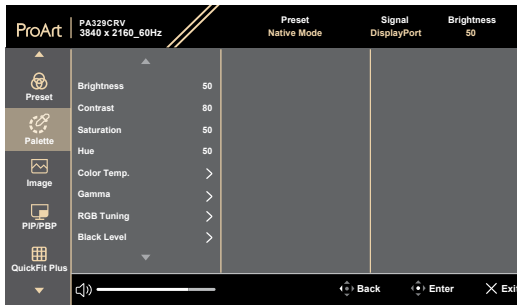 ProArt
PA329CRV
3840 x 2160_60Hz
Preset
Native Mode
Signal
DisplayPort
Brightness
50
Preset
Palette
Image
PIP/PBP
QuickFit Plus
Brightness 50
Contrast 80
Saturation 50
Hue 50
Color Temp.
Gamma
RGB Tuning
Black Level
Back
Enter
Exit